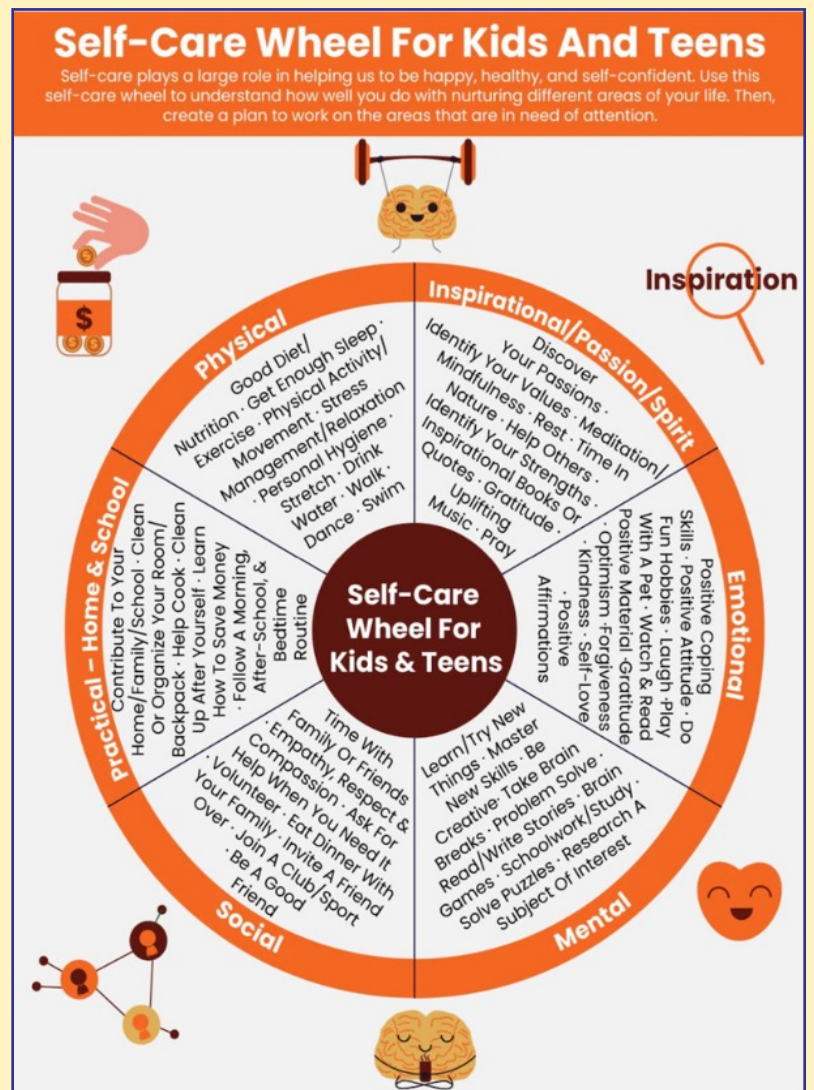 Self-Care Wheel For Kids And Teens
Self-care plays a large role in helping us to be happy, healthy, and self-confident. Use this
self-care wheel to understand how well you do with nurturing different areas of your life. Then,
create a plan to work on the areas that are in need of attention.
$
Inspiration
Physical
Good Diet/
Nutrition · Get Enough Sleep ·
Exercise · Physical Activity/
Movement · Stress
Management/Relaxation
· Personal Hygiene ·
Stretch · Drink
Water · Walk ·
Dance · Swim
Inspirational/Passion/Spirit
Discover
Your Passions ·
Identify Your Values · Meditation/
Mindfulness · Rest · Time In
Nature · Help Others ·
Identify Your Strengths ·
Inspirational Books Or
Quotes · Gratitude ·
Uplifting
Music · Pray
Emotional
Positive Coping
Skills · Positive Attitude · Do
Fun Hobbies · Laugh ·Play
With A Pet · Watch & Read
Positive Material ·Gratitude
· Optimism ·Forgiveness
· Kindness · Self-Love
· Positive
Affirmations
Mental
Learn/Try New
Things · Master
New Skills · Be
Creative· Take Brain
Breaks · Problem Solve ·
Read/Write Stories · Brain
Games · Schoolwork/Study ·
Solve Puzzles · Research A
Subject Of Interest
Social
Time With
Family Or Friends
· Empathy, Respect &
Compassion · Ask For
Help When You Need It
· Volunteer · Eat Dinner With
Your Family · Invite A Friend
Over · Join A Club/Sport
· Be A Good
Friend
Practical – Home & School
Contribute To Your
Home/Family/School · Clean
Or Organize Your Room/
Backpack · Help Cook · Clean
Up After Yourself · Learn
How To Save Money
· Follow A Morning,
After-School, &
Bedtime
Routine
Self-Care
Wheel For
Kids & Teens